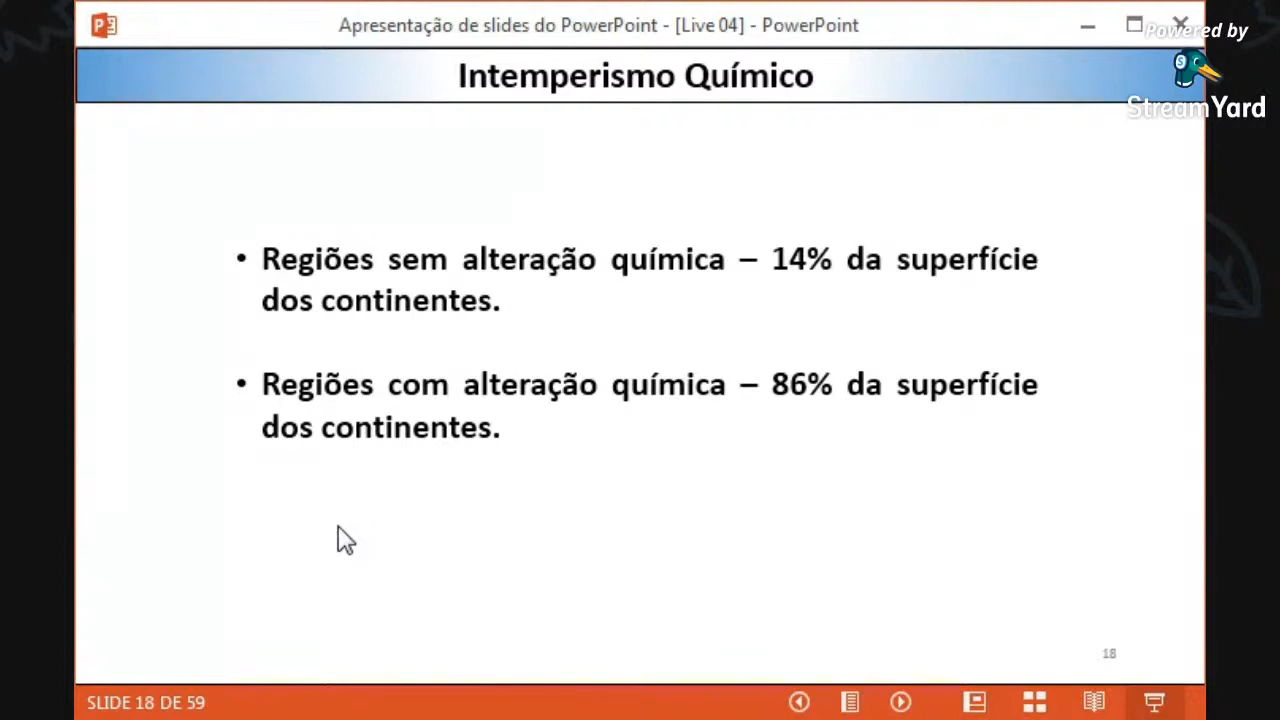 Apresentação de slides do PowerPoint - [Live 04] - PowerPoint
Powered by
StreamYard
Intemperismo Químico
• Regiões sem alteração química – 14% da superfície
dos continentes.
• Regiões com alteração química – 86% da superfície
dos continentes.
18
SLIDE 18 DE 59